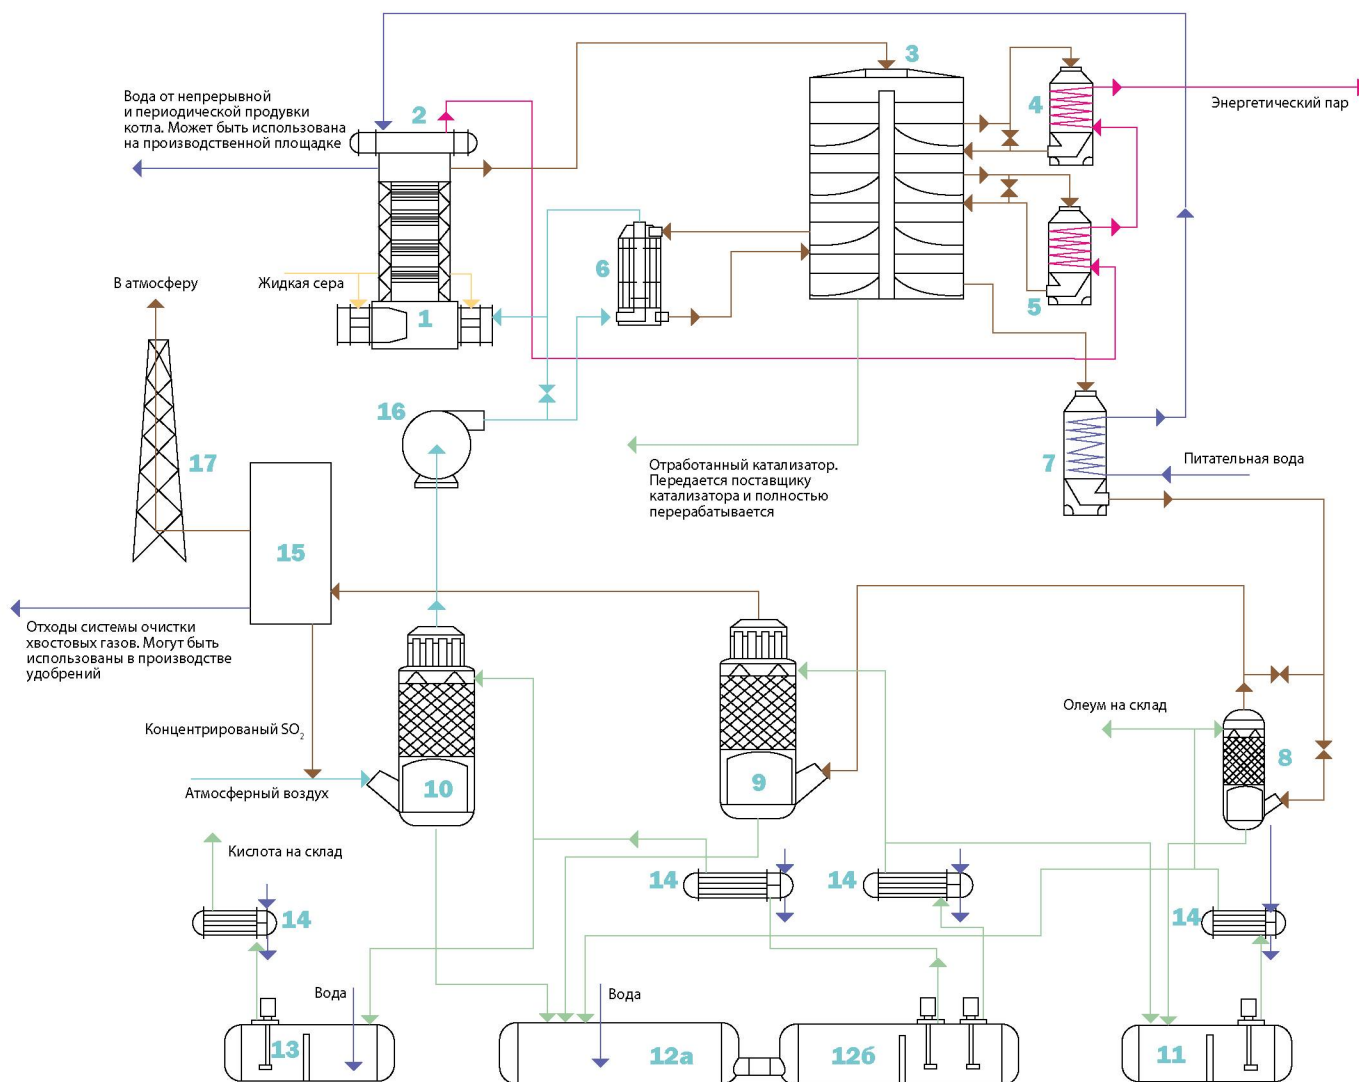 3
4
Энергетический пар
Вода от непрерывной
и периодической продувки
котла. Может быть использована
на производственной площадке
2
6
5
В атмосферу
Жидкая сера
1
16
17
7
Питательная вода
Отработанный катализатор.
Передается поставщику
катализатора и полностью
перерабатывается
15
Отходы системы очистки
хвостовых газов. Могут быть
использованы в производстве
удобрений
Концентрированый SO₂
Атмосферный воздух
10
9
Олеум на склад
8
Кислота на склад
14
14
14
14
Вода
Вода
13
12а
12б
11